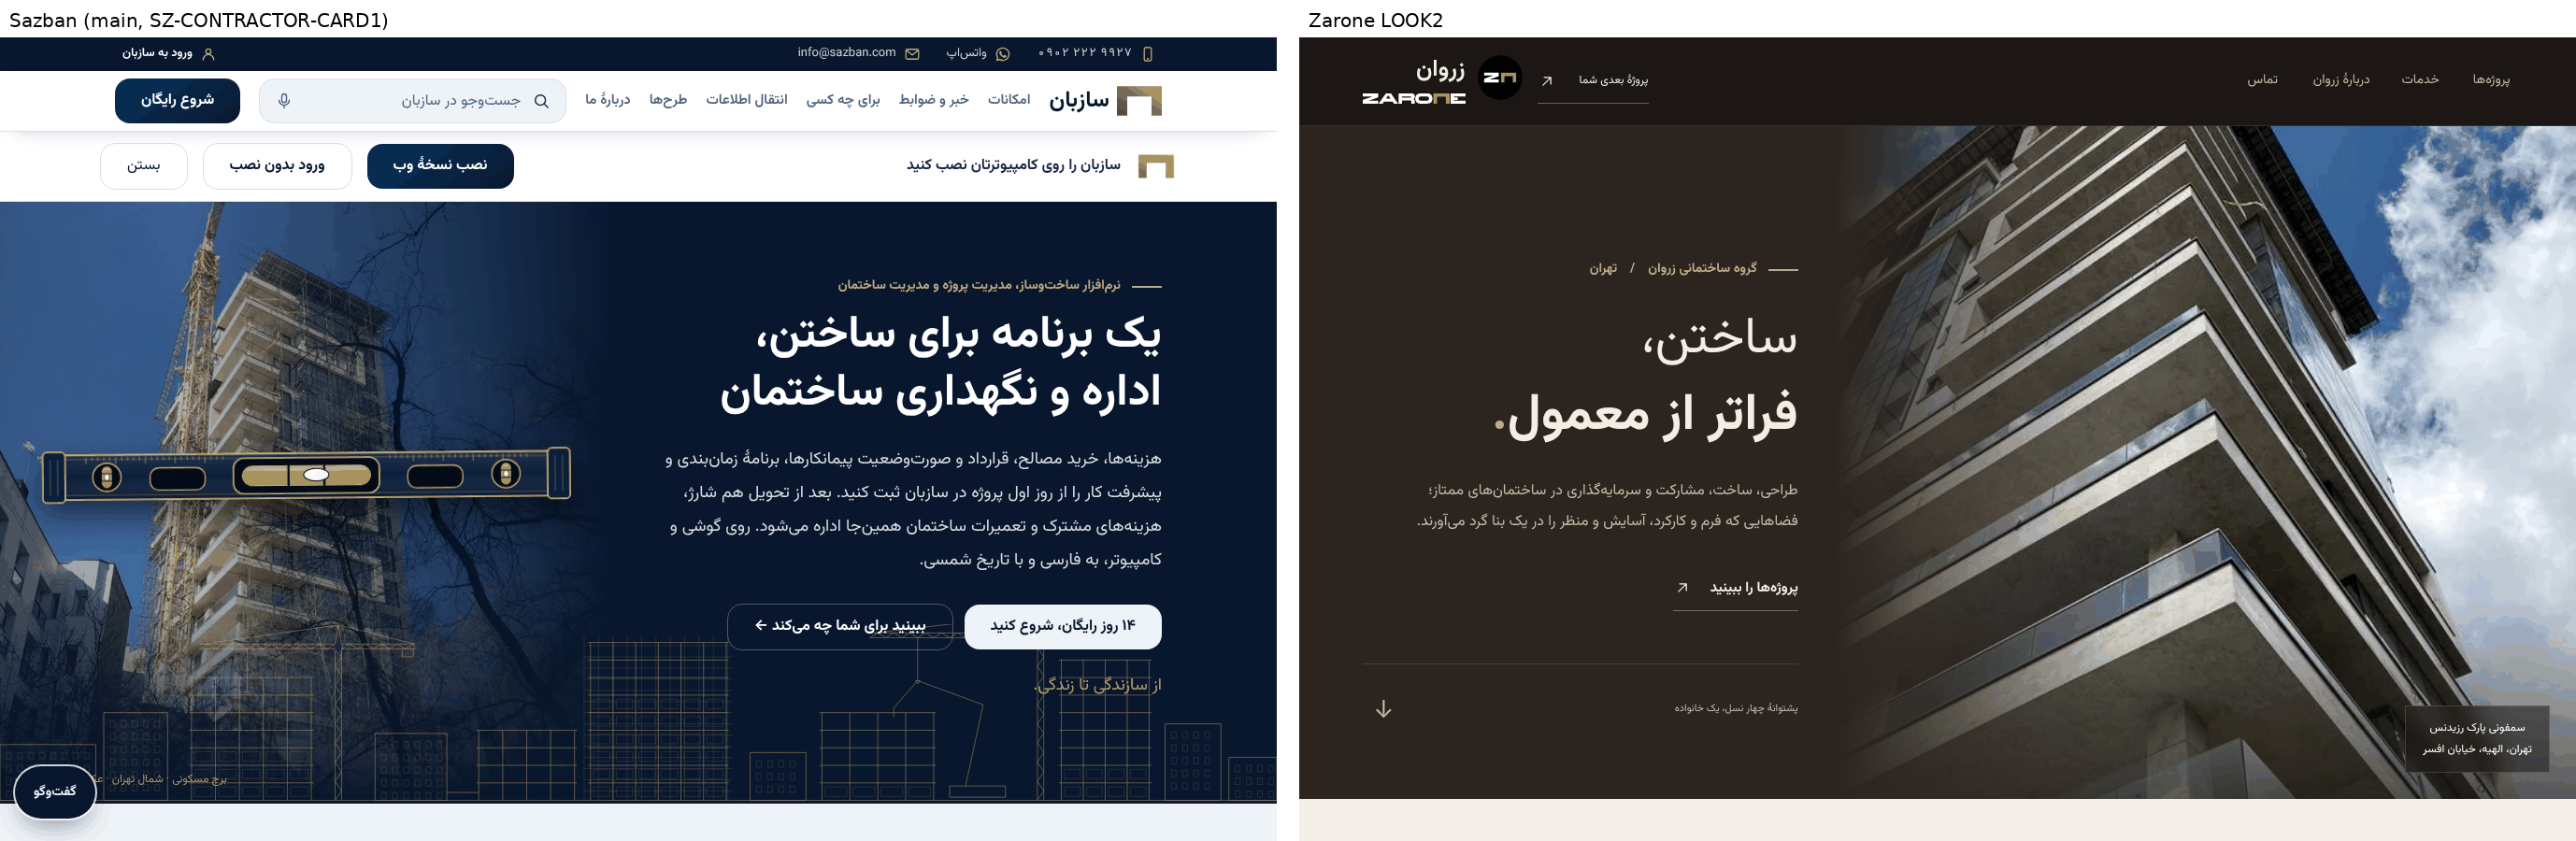 Sazban (main, SZ-CONTRACTOR-CARD1)
۰۹۰۲ ۲۲۲ ۹۹۲۷
واتس‌اپ
info@sazban.com
ورود به سازبان
سازبان
امکانات
خبر و ضوابط
برای چه کسی
انتقال اطلاعات
طرح‌ها
دربارهٔ ما
جست‌وجو در سازبان
شروع رایگان
سازبان را روی کامپیوترتان نصب کنید
نصب نسخهٔ وب
ورود بدون نصب
بستن
نرم‌افزار ساخت‌وساز، مدیریت پروژه و مدیریت ساختمان
یک برنامه برای ساختن،
اداره و نگهداری ساختمان
هزینه‌ها، خرید مصالح، قرارداد و صورت‌وضعیت پیمانکارها، برنامهٔ زمان‌بندی و
پیشرفت کار را از روز اول پروژه در سازبان ثبت کنید. بعد از تحویل هم شارژ،
هزینه‌های مشترک و تعمیرات ساختمان همین‌جا اداره می‌شود. روی گوشی و
کامپیوتر، به فارسی و با تاریخ شمسی.
۱۴ روز رایگان، شروع کنید
ببینید برای شما چه می‌کند ←
از سازندگی تا زندگی.
برج مسکونی · شمال تهران ·
گفت‌وگو
Zarone LOOK2
پروژه‌ها
خدمات
دربارهٔ زروان
تماس
پروژهٔ بعدی شما
زروان
ZARONE
گروه ساختمانی زروان / تهران
ساختن،
فراتر از معمول.
طراحی، ساخت، مشارکت و سرمایه‌گذاری در ساختمان‌های ممتاز؛
فضاهایی که فرم و کارکرد، آسایش و منظر را در یک بنا گرد می‌آورند.
پروژه‌ها را ببینید
پشتوانهٔ چهار نسل، یک خانواده
سمفونی پارک رزیدنس
تهران، الهیه، خیابان افسر